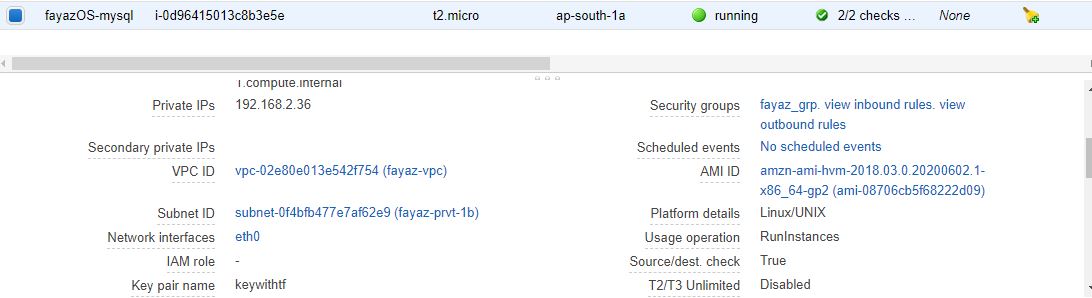 fayazOS-mysql i-0d96415013c8b3e5e t2.micro ap-south-1a running 2/2 checks ... None
1.compute.internal
Private IPs 192.168.2.36 Security groups fayaz_grp. view inbound rules. view
outbound rules
Secondary private IPs Scheduled events No scheduled events
VPC ID vpc-02e80e013e542f754 (fayaz-vpc) AMI ID amzn-ami-hvm-2018.03.0.20200602.1-
x86_64-gp2 (ami-08706cb5f68222d09)
Subnet ID subnet-0f4bfb477e7af62e9 (fayaz-prvt-1b) Platform details Linux/UNIX
Network interfaces eth0 Usage operation RunInstances
IAM role - Source/dest. check True
Key pair name keywithtf T2/T3 Unlimited Disabled